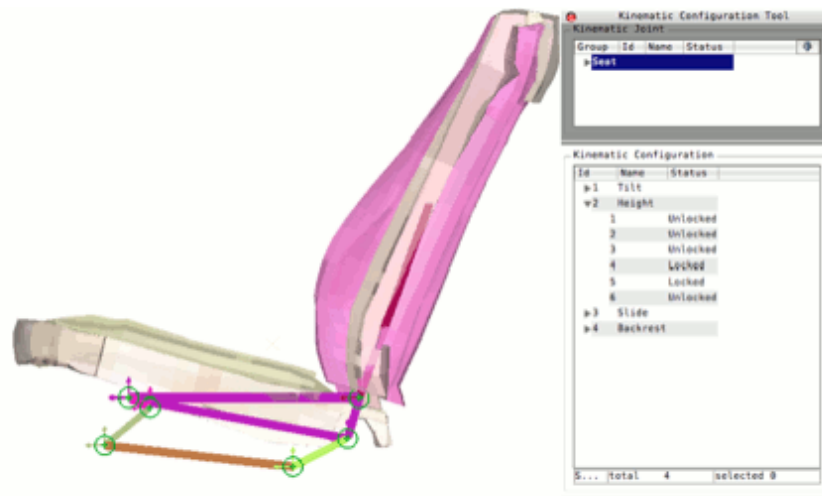 Kinematic Configuration Tool
Kinematic Joint
Group Id Name Status
Seat
Kinematic Configuration
Id Name Status
1 Tilt
2 Height
1 Unlocked
2 Unlocked
3 Unlocked
4 Locked
5 Locked
6 Unlocked
3 Slide
4 Backrest
S... total 4 selected 0